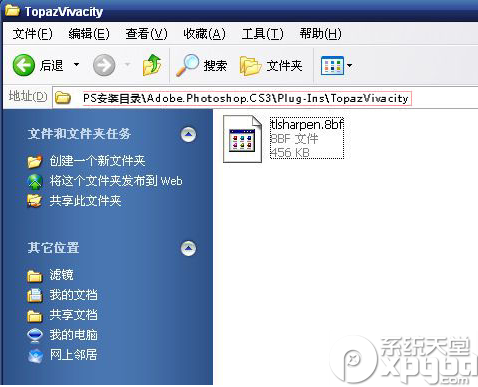 TopazVivacity
文件(F) 编辑(E) 查看(V) 收藏(A) 工具(T) 帮助(H)
后退 搜索 文件夹
地址(D) PS安装目录\Adobe.Photoshop.CS3\Plug-Ins\TopazVivacity
文件和文件夹任务
创建一个新文件夹
将这个文件夹发布到 Web
共享此文件夹
其它位置
滤镜
我的文档
共享文档
我的电脑
网上邻居
tlsharpen.8bf
8BF 文件
456 KB
系统天堂
xpgod